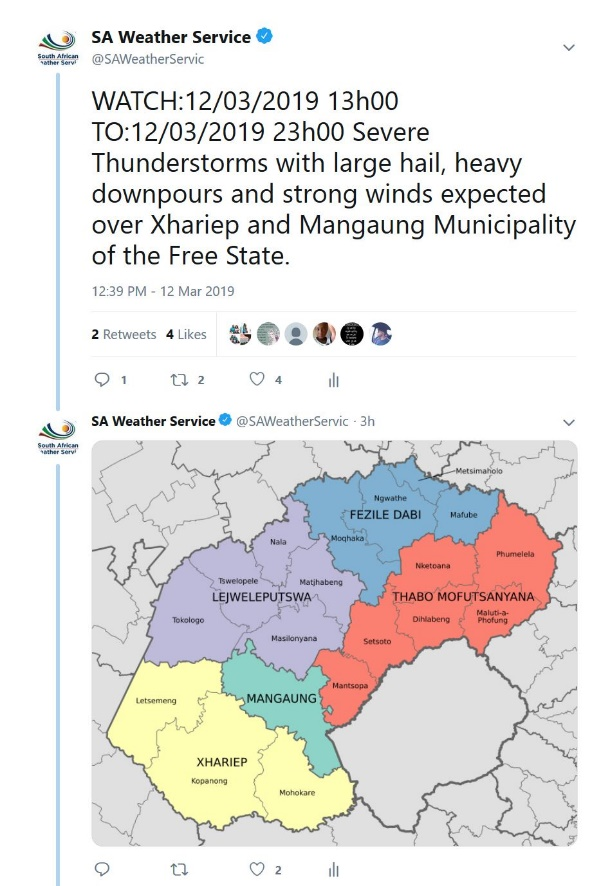 SA Weather Service
@SAWeatherServic
South African
WATCH:12/03/2019 13h00
TO:12/03/2019 23h00 Severe
Thunderstorms with large hail, heavy
downpours and strong winds expected
over Xhariep and Mangaung Municipality
of the Free State.
12:39 PM - 12 Mar 2019
2 Retweets 4 Likes
1 2 4
SA Weather Service @SAWeatherServic · 3h
South African
Metsimaholo
Ngwathe
FEZILE DABI
Mafube
Moqhaka
Nala
Phumelela
Nketoana
Tswelopele
Matjhabeng
LEJWELEPUTSWA
THABO MOFUTSANYANA
Tokologo
Dihlabeng
Maluti-a-
Phofung
Masilonyana
Setsoto
Mantsopa
MANGAUNG
Letsemeng
XHARIEP
Kopanong
Mohokare
2